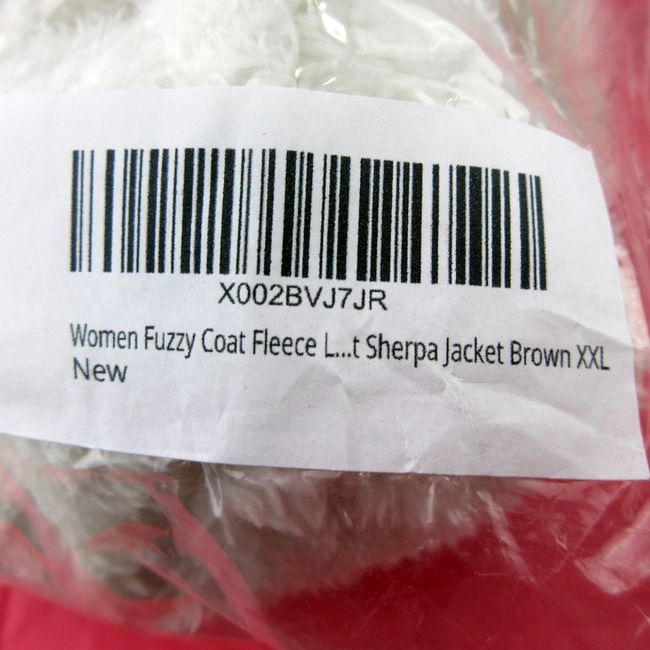 X002BVJ7JR
Women Fuzzy Coat Fleece L...t Sherpa Jacket Brown XXL
New